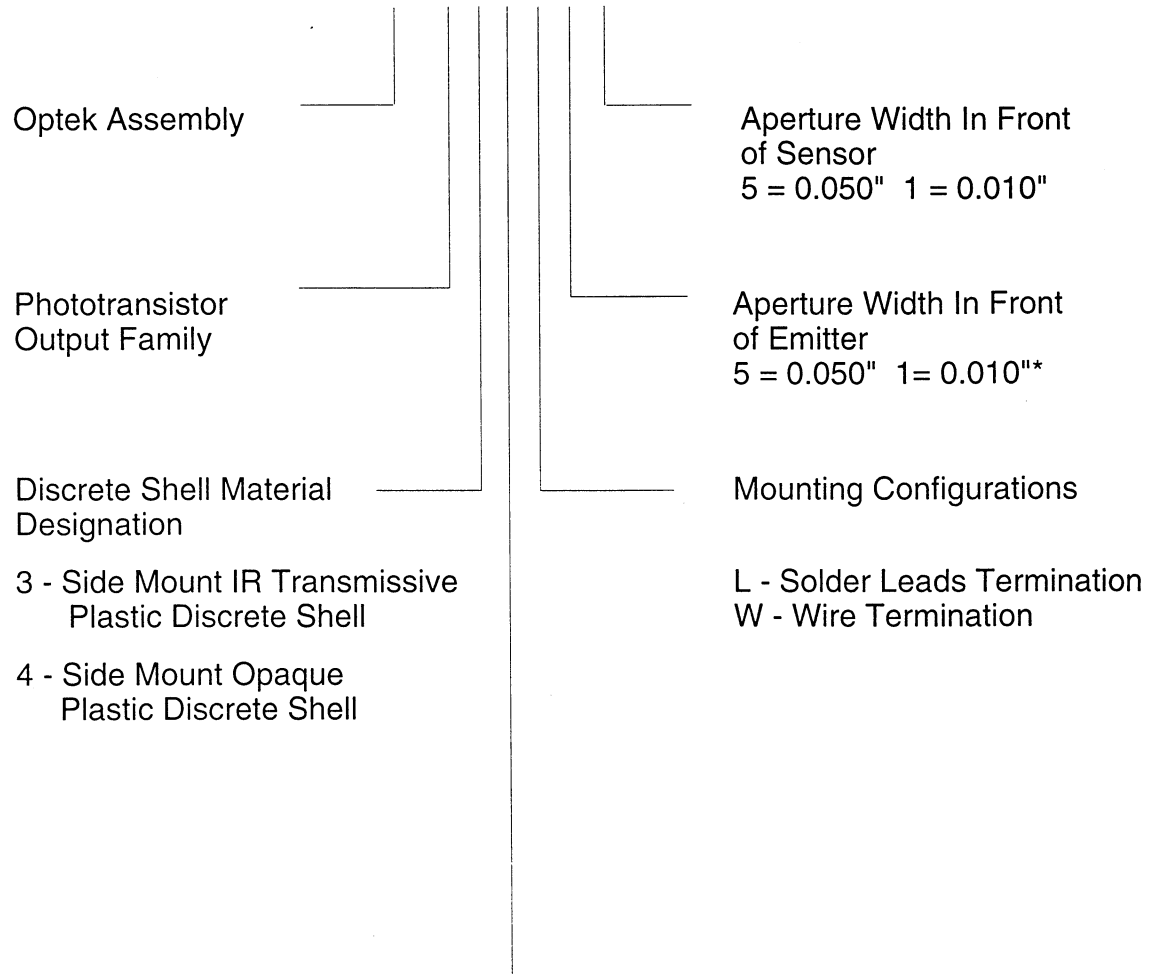 Optek Assembly
Aperture Width In Front
of Sensor
5 = 0.050" 1 = 0.010"
Phototransistor
Output Family
Aperture Width In Front
of Emitter
5 = 0.050" 1= 0.010"*
Discrete Shell Material
Designation
3 - Side Mount IR Transmissive
Plastic Discrete Shell
4 - Side Mount Opaque
Plastic Discrete Shell
Mounting Configurations
L - Solder Leads Termination
W - Wire Termination